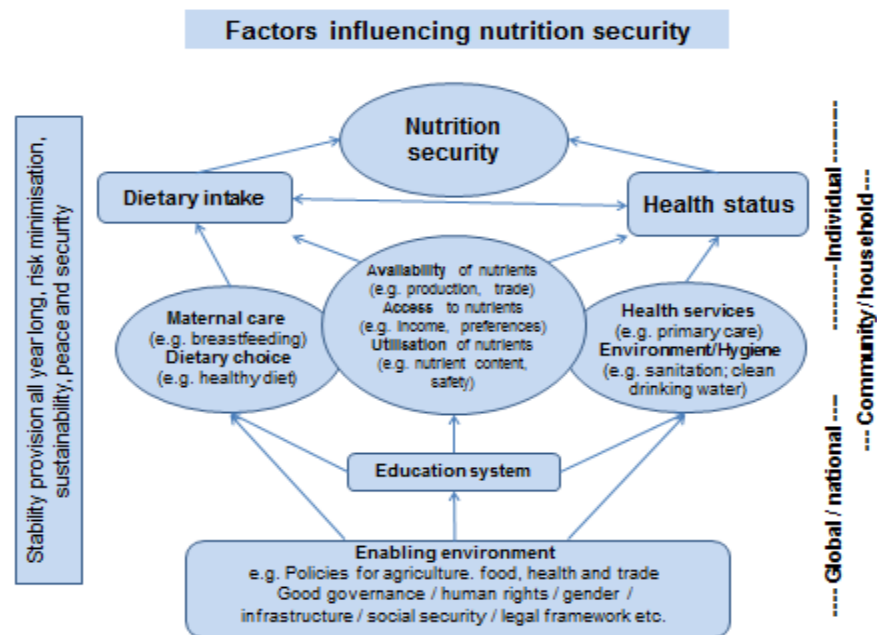 Factors influencing nutrition security
Stability provision all year long, risk minimisation,
sustainability, peace and security
Nutrition
security
Dietary intake
Health status
Availability of nutrients
(e.g. production, trade)
Access to nutrients
(e.g. Income, preferences)
Utilisation of nutrients
(e.g. nutrient content,
safety)
Maternal care
(e.g. breastfeeding)
Dietary choice
(e.g. healthy diet)
Health services
(e.g. primary care)
Environment/Hygiene
(e.g. sanitation; clean
drinking water)
Education system
Enabling environment
e.g. Policies for agriculture. food, health and trade
Good governance / human rights / gender /
infrastructure / social security / legal framework etc.
Global / national ----
---------Individual ---------
--- Community / household ---